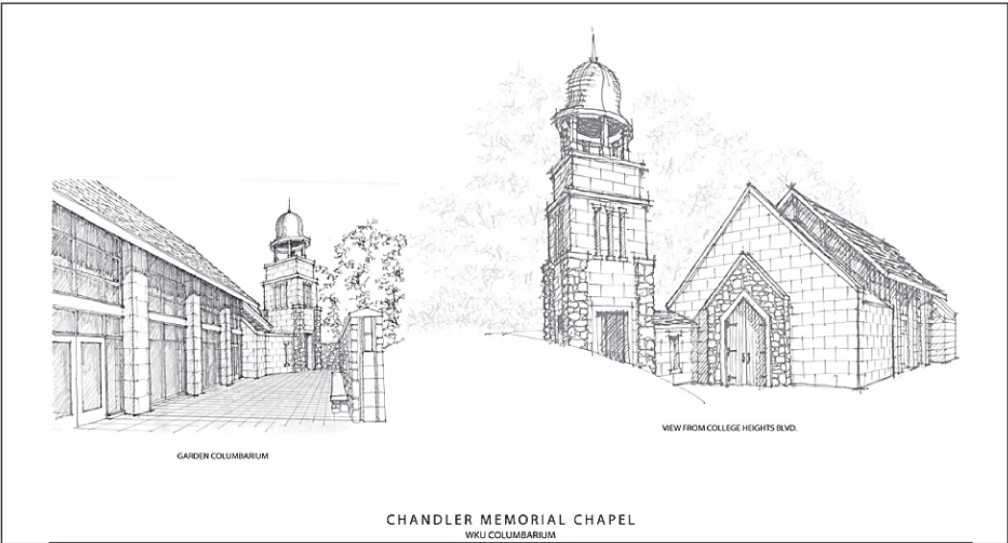 VIEW FROM COLLEGE HEIGHTS BLVD.
GARDEN COLUMBARIUM
CHANDLER MEMORIAL CHAPEL
WKU COLUMBARIUM